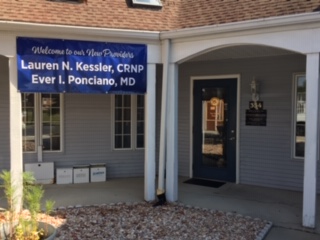 Welcome to our New Providers
Lauren N. Kessler, CRNP
Ever I. Ponciano, MD